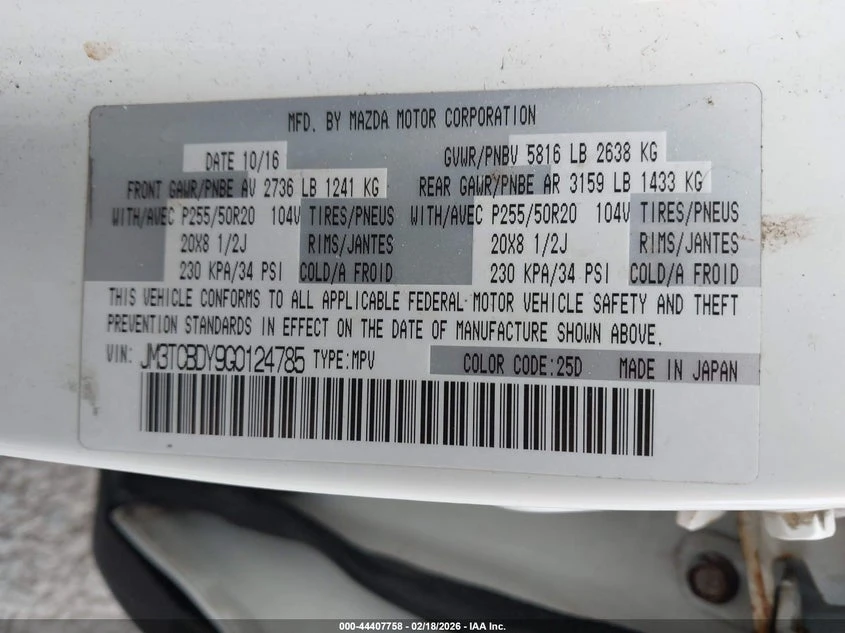 MFD. BY MAZDA MOTOR CORPORATION
DATE 10/16 GVWR/PNBV 5816 LB 2638 KG
FRONT GAWR/PNBE AV 2736 LB 1241 KG REAR GAWR/PNBE AR 3159 LB 1433 KG
WITH/AVEC P255/50R20 104V TIRES/PNEUS WITH/AVEC P255/50R20 104V TIRES/PNEUS
20X8 1/2J RIMS/JANTES 20X8 1/2J RIMS/JANTES
230 KPA/34 PSI COLD/A FROID 230 KPA/34 PSI COLD/A FROID
THIS VEHICLE CONFORMS TO ALL APPLICABLE FEDERAL MOTOR VEHICLE SAFETY AND THEFT
PREVENTION STANDARDS IN EFFECT ON THE DATE OF MANUFACTURE SHOWN ABOVE.
VIN: JM3TCBDY9G0124785 TYPE:MPV COLOR CODE:25D MADE IN JAPAN
000-44407758 - 02/18/2026 - IAA Inc.